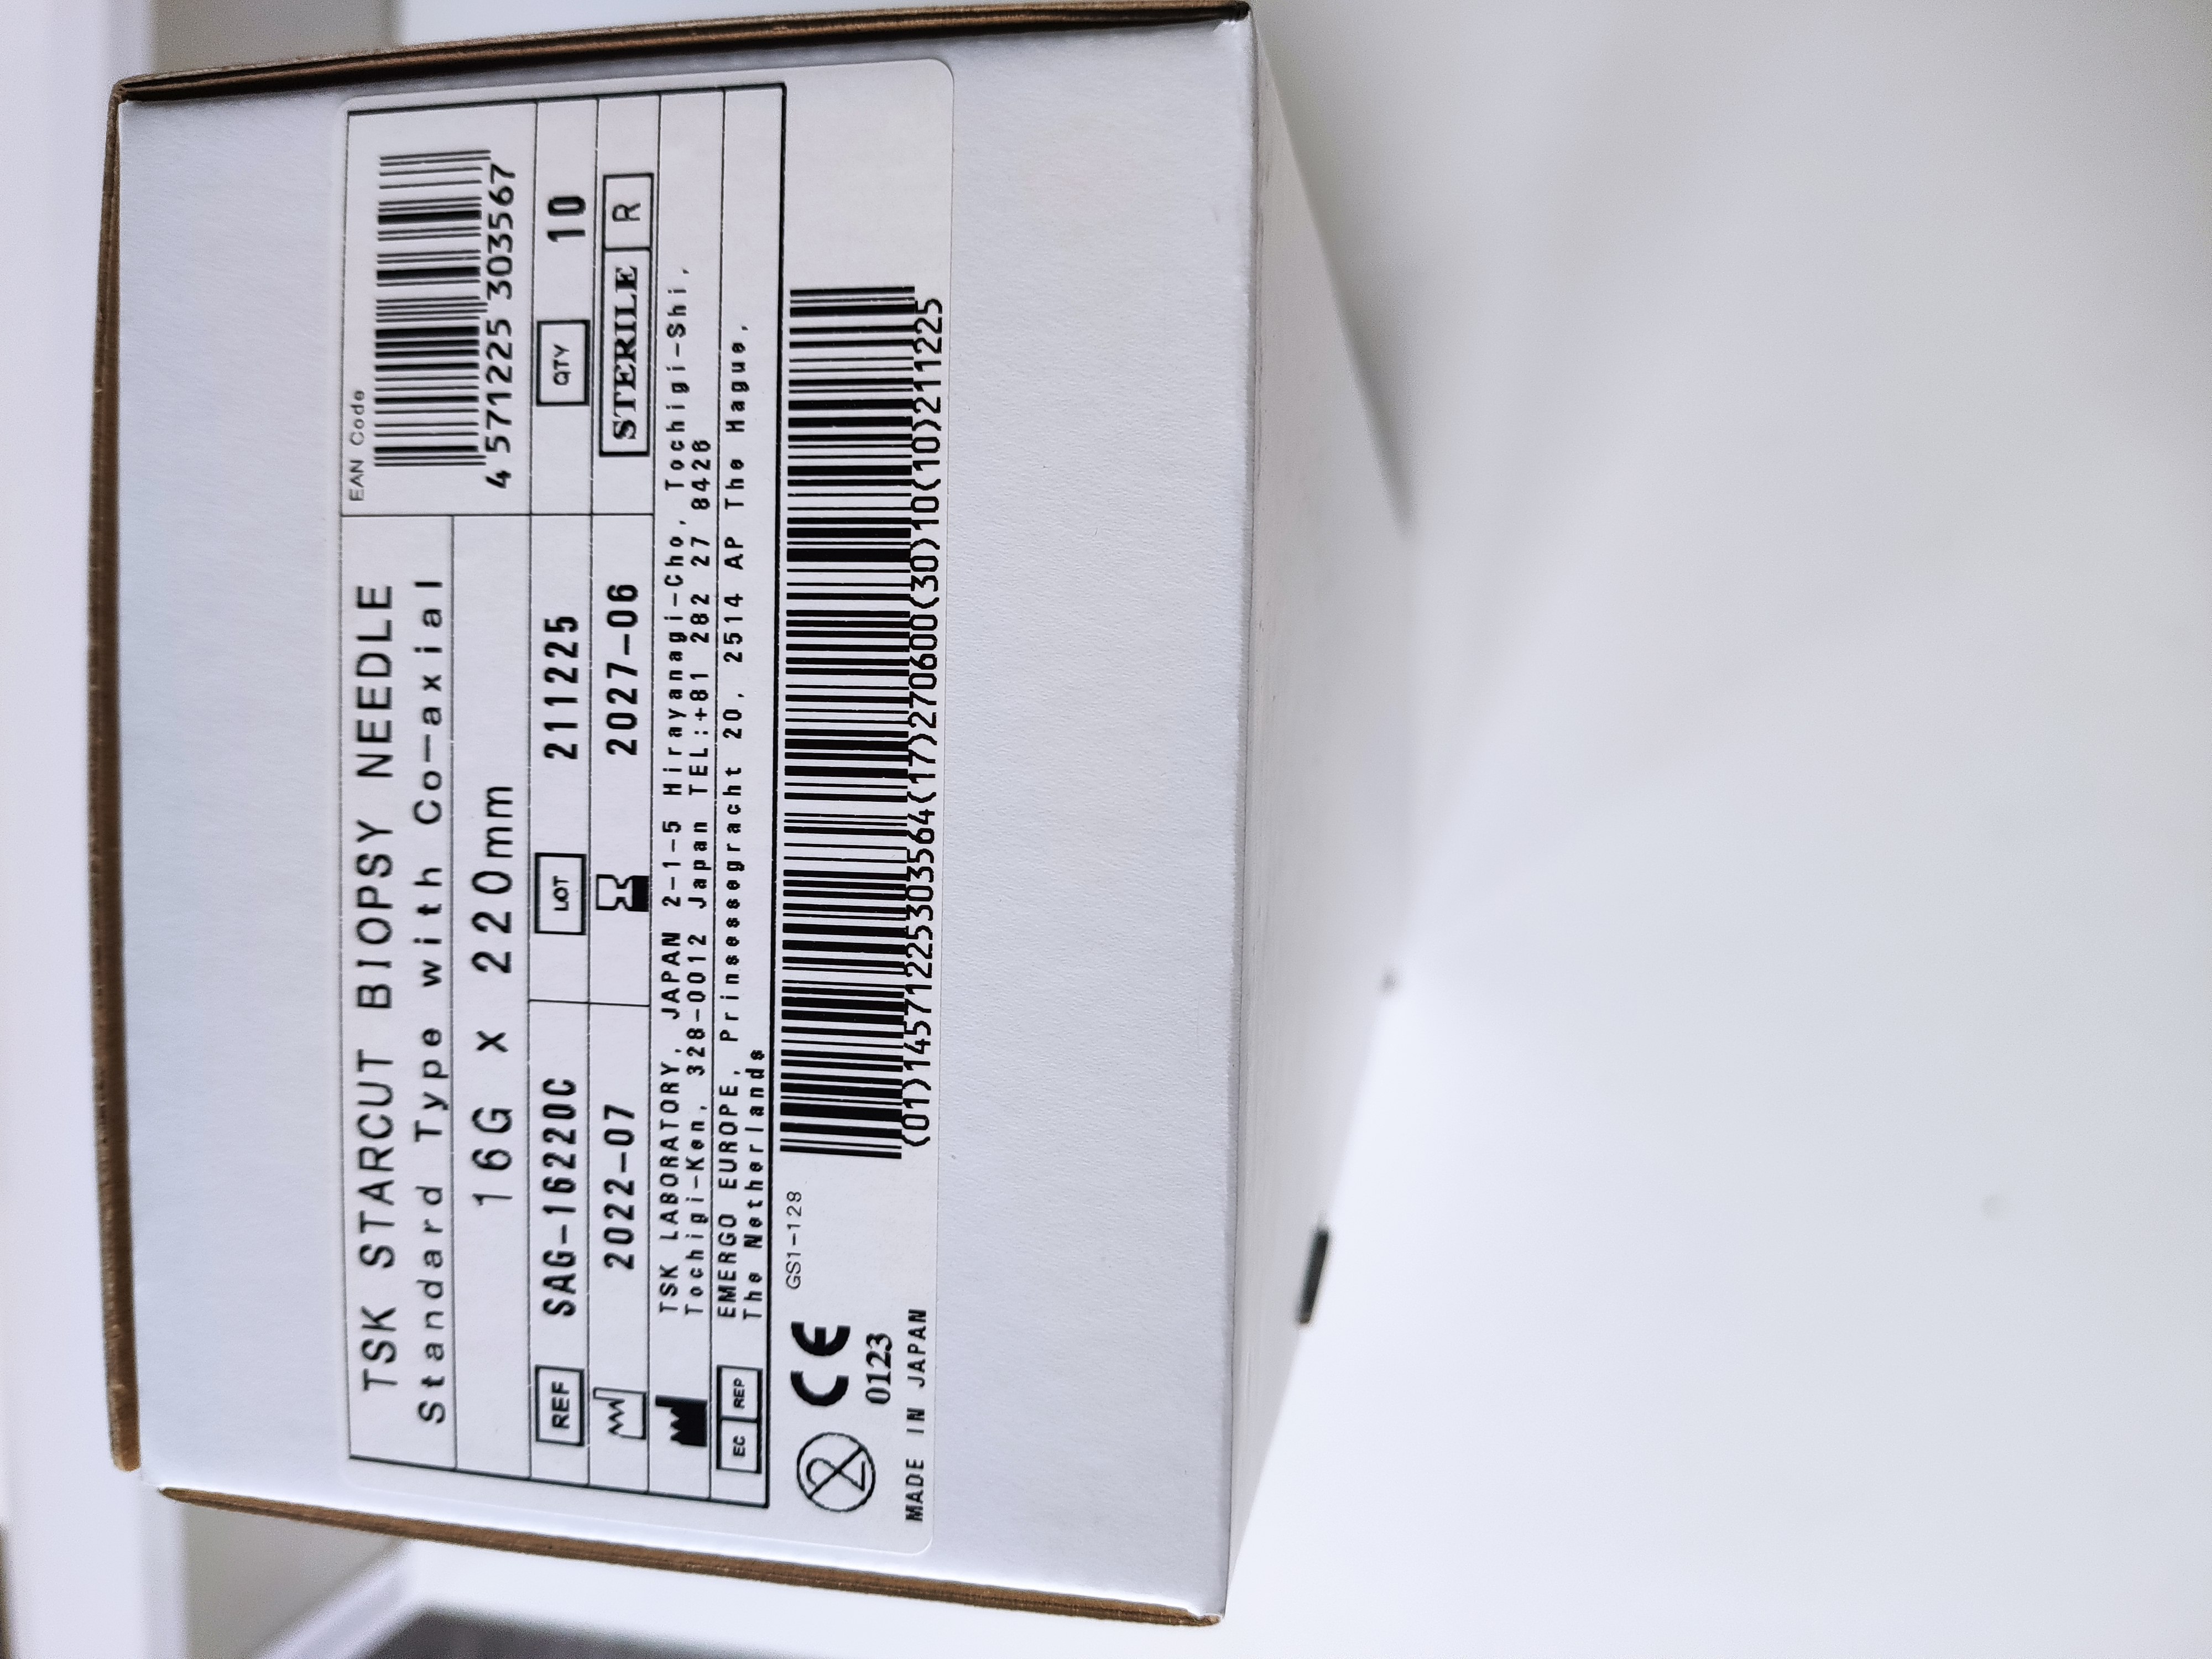 TSK STARCUT BIOPSY NEEDLE
Standard Type with Co-axial
16G x 220mm
EAN Code
4 571225 303567
REF SAG-16220C LOT 211225 QTY 10
2022-07 2027-06 STERILE R
TSK LABORATORY, JAPAN 2-1-5 Hirayanagi-Cho, Tochigi-Shi,
Tochigi-Ken, 328-0012 Japan TEL:+81 282 27 8426
EC REP EMERGO EUROPE, Prinsessegracht 20, 2514 AP The Hague,
The Netherlands
2 CE 0123
GS1-128
(01)14571225303564(17)270600(30)10(10)211225
MADE IN JAPAN